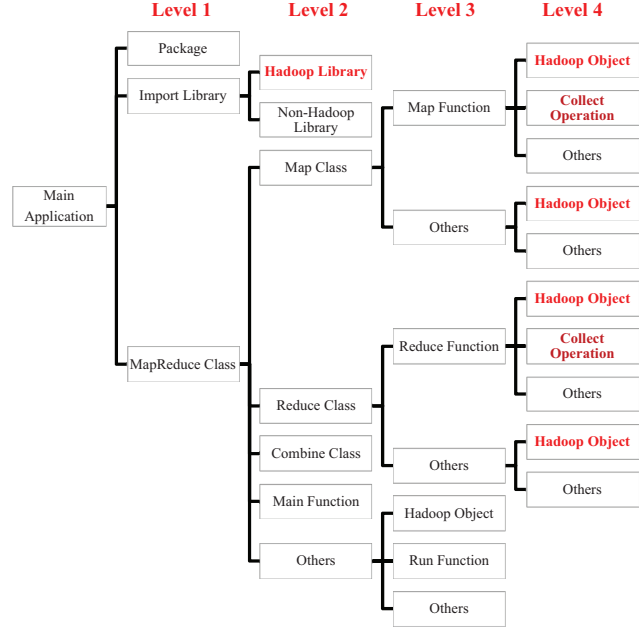 Level 1
Level 2
Level 3
Level 4
Package
Import Library
Hadoop Library
Non-Hadoop
Library
Main
Application
MapReduce Class
Map Class
Map Function
Hadoop Object
Collect
Operation
Others
Others
Hadoop Object
Others
Reduce Class
Reduce Function
Hadoop Object
Collect
Operation
Others
Others
Hadoop Object
Others
Combine Class
Main Function
Others
Hadoop Object
Run Function
Others